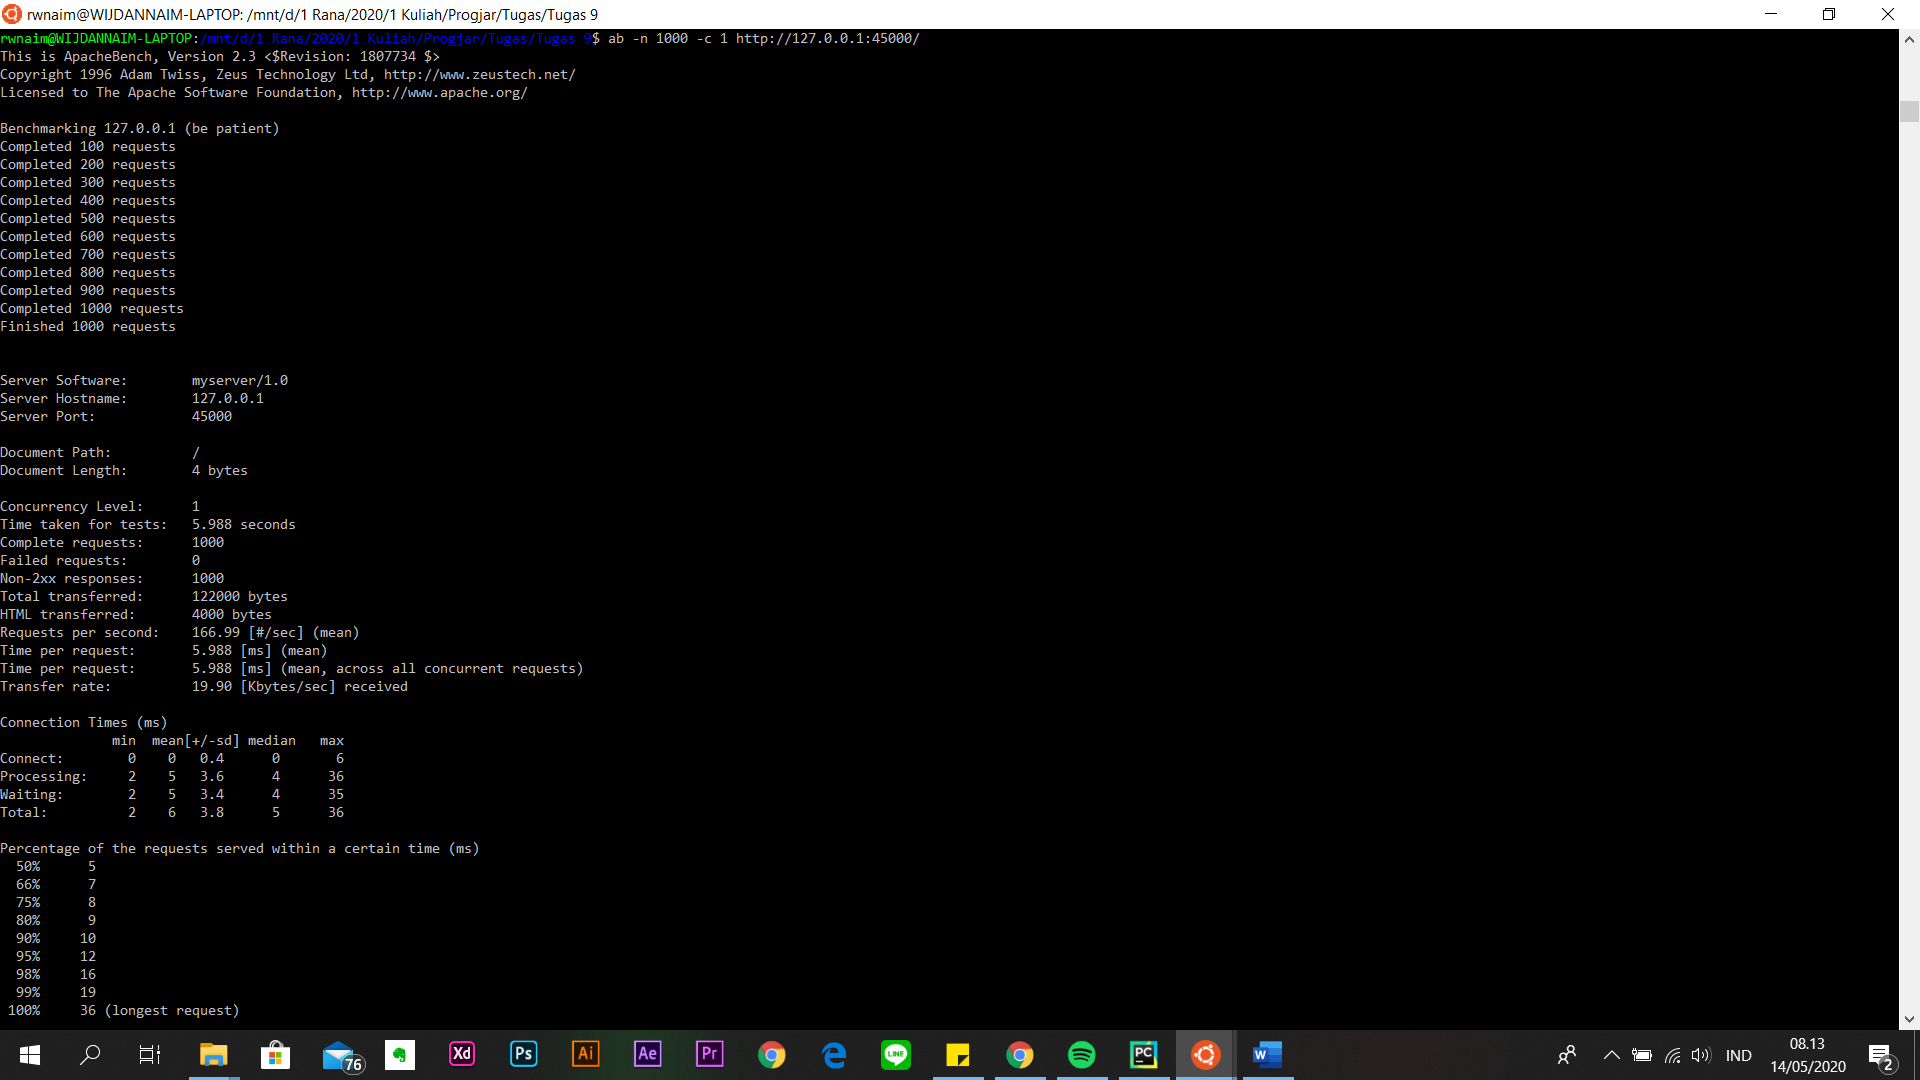 rwnaim@WIJDANNAIM-LAPTOP: /mnt/d/1 Rana/2020/1 Kuliah/Progjar/Tugas/Tugas 9
rwnaim@WIJDANNAIM-LAPTOP:/mnt/d/1 Rana/2020/1 Kuliah/Progjar/Tugas/Tugas 9$ ab -n 1000 -c 1 http://127.0.0.1:45000/
This is ApacheBench, Version 2.3 <$Revision: 1807734 $>
Copyright 1996 Adam Twiss, Zeus Technology Ltd, http://www.zeustech.net/
Licensed to The Apache Software Foundation, http://www.apache.org/
Benchmarking 127.0.0.1 (be patient)
Completed 100 requests
Completed 200 requests
Completed 300 requests
Completed 400 requests
Completed 500 requests
Completed 600 requests
Completed 700 requests
Completed 800 requests
Completed 900 requests
Completed 1000 requests
Finished 1000 requests
Server Software: myserver/1.0
Server Hostname: 127.0.0.1
Server Port: 45000
Document Path: /
Document Length: 4 bytes
Concurrency Level: 1
Time taken for tests: 5.988 seconds
Complete requests: 1000
Failed requests: 0
Non-2xx responses: 1000
Total transferred: 122000 bytes
HTML transferred: 4000 bytes
Requests per second: 166.99 [#/sec] (mean)
Time per request: 5.988 [ms] (mean)
Time per request: 5.988 [ms] (mean, across all concurrent requests)
Transfer rate: 19.90 [Kbytes/sec] received
Connection Times (ms)
min mean[+/-sd] median max
Connect: 0 0 0.4 0 6
Processing: 2 5 3.6 4 36
Waiting: 2 5 3.4 4 35
Total: 2 6 3.8 5 36
Percentage of the requests served within a certain time (ms)
50% 5
66% 7
75% 8
80% 9
90% 10
95% 12
98% 16
99% 19
100% 36 (longest request)
76
Xd
Ps
Ai
Ae
Pr
LINE
PC
W
IND
08.13
14/05/2020
2